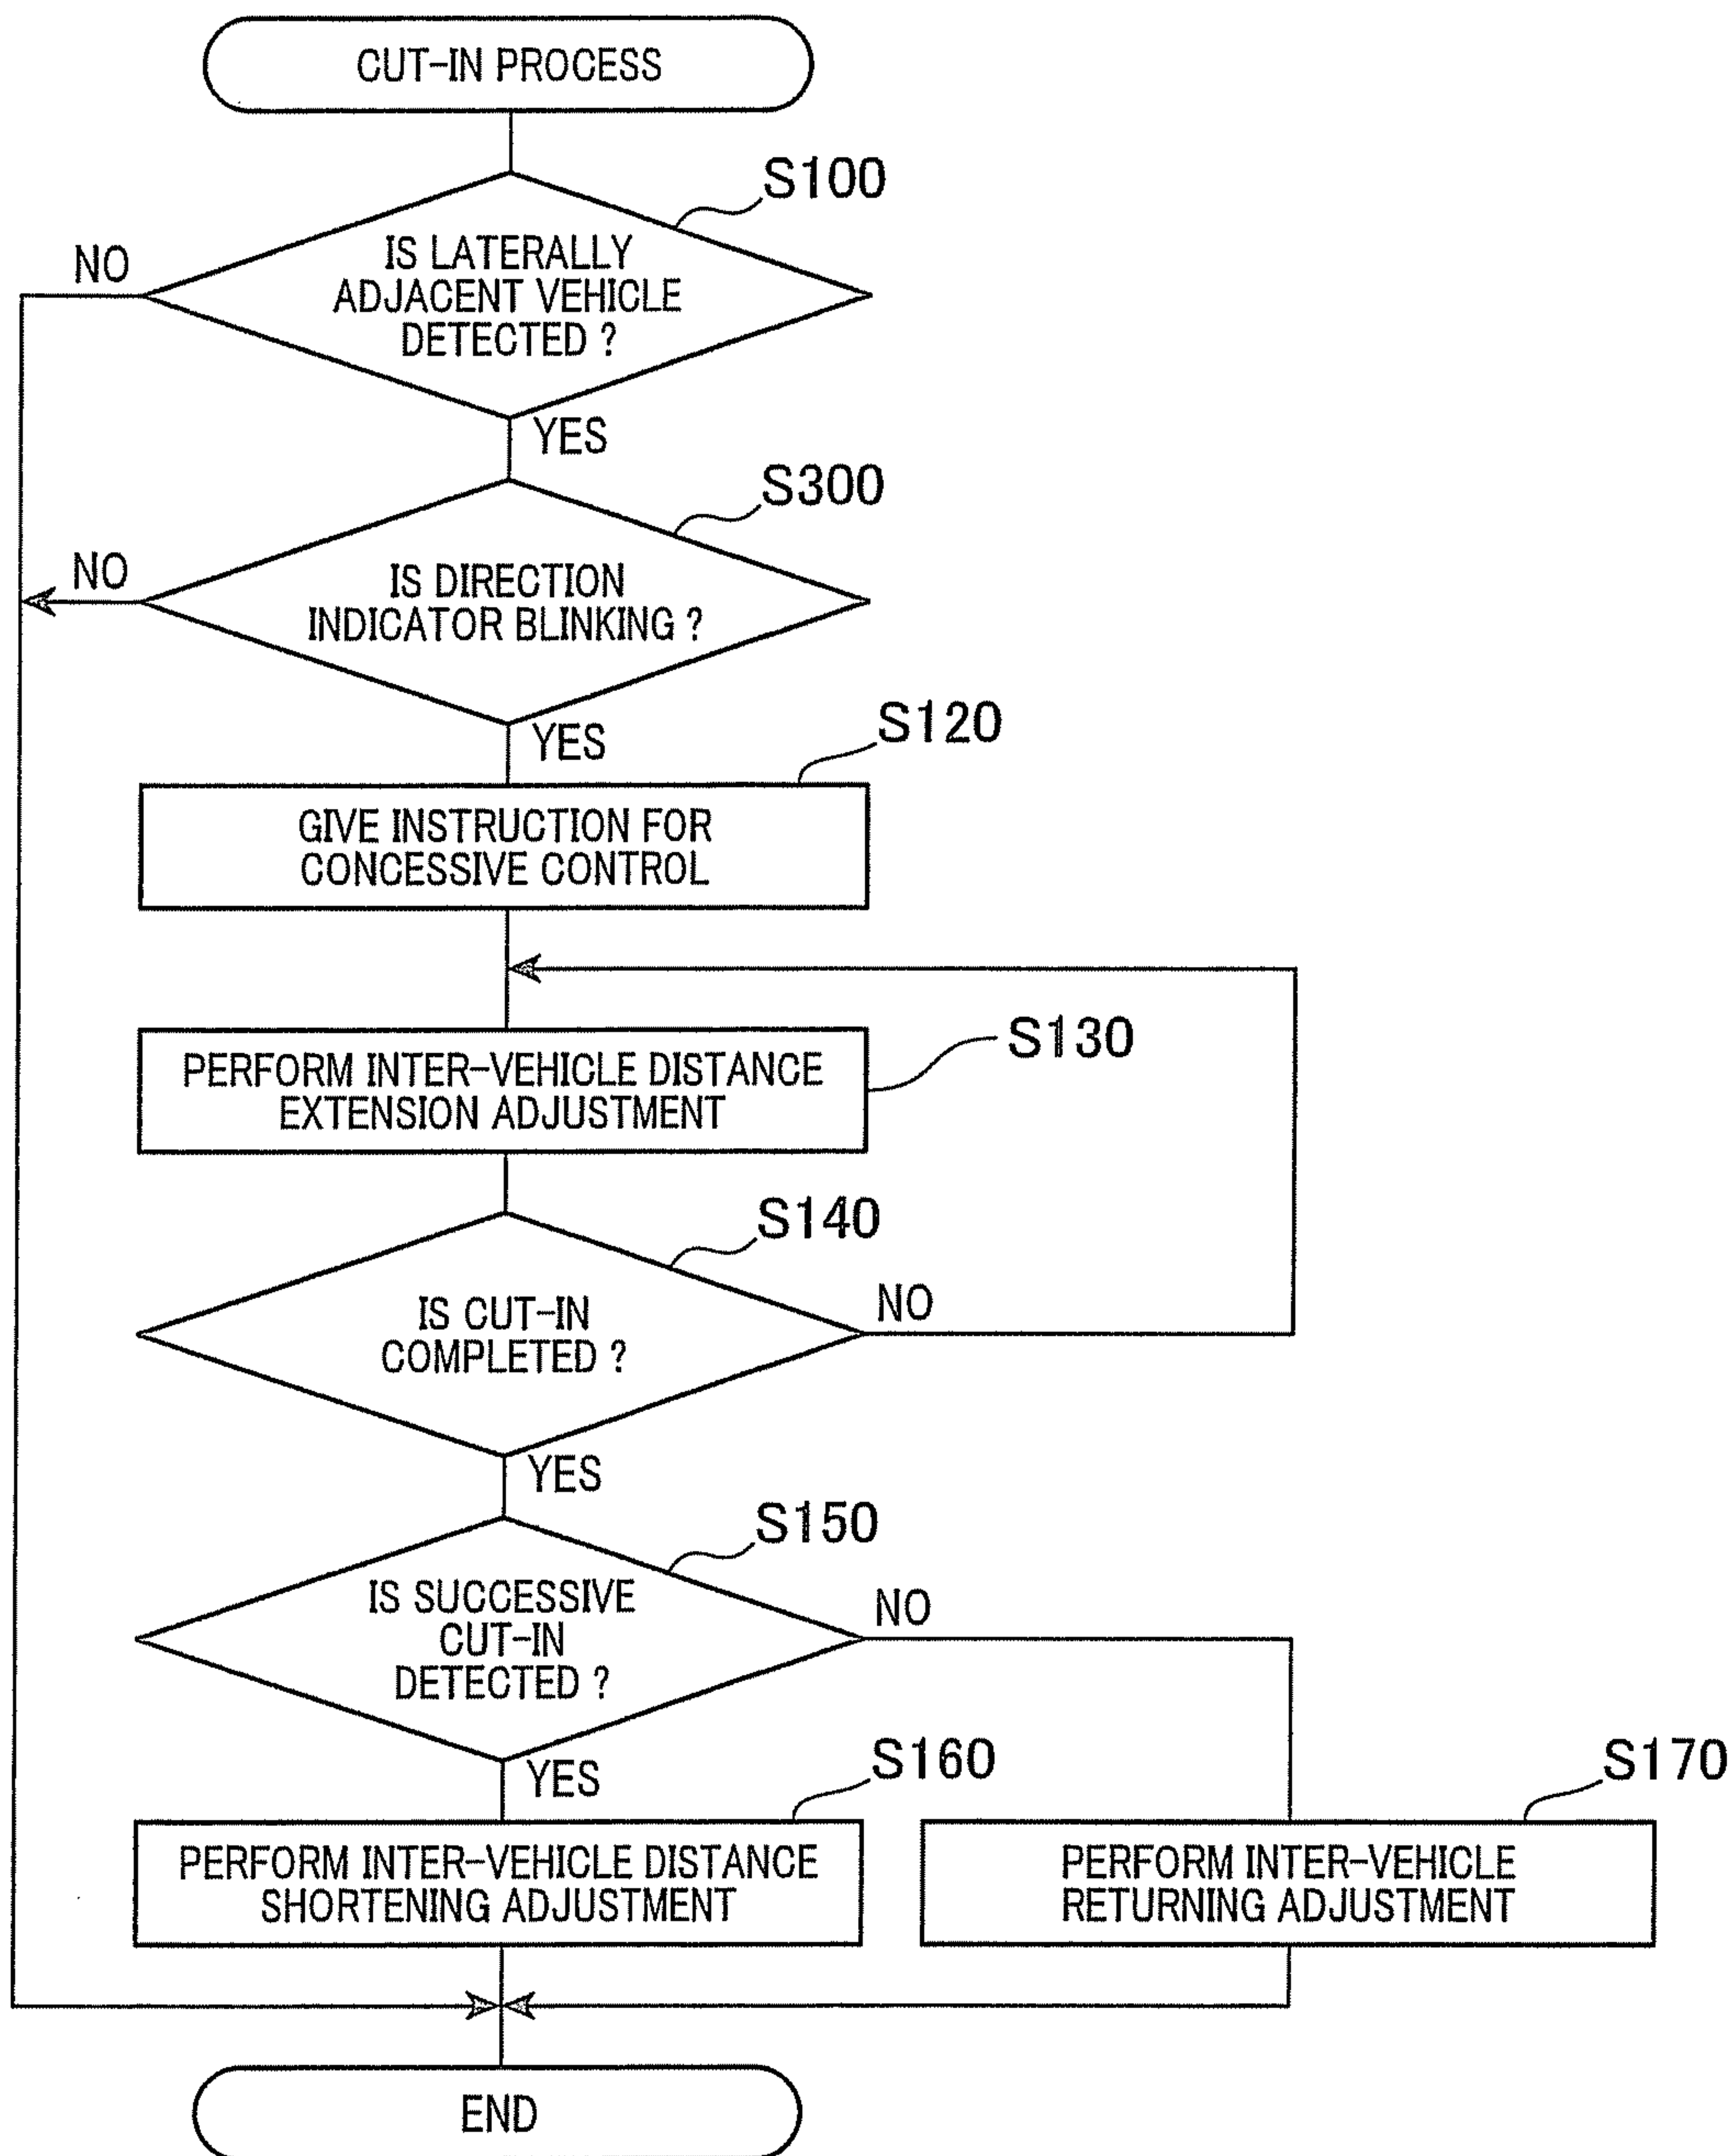 CUT-IN PROCESS
S100
IS LATERALLY
ADJACENT VEHICLE
DETECTED ?
NO
YES
S300
IS DIRECTION
INDICATOR BLINKING ?
NO
YES
S120
GIVE INSTRUCTION FOR
CONCESSIVE CONTROL
S130
PERFORM INTER-VEHICLE DISTANCE
EXTENSION ADJUSTMENT
S140
IS CUT-IN
COMPLETED ?
NO
YES
S150
IS SUCCESSIVE
CUT-IN
DETECTED ?
NO
YES
S160
PERFORM INTER-VEHICLE DISTANCE
SHORTENING ADJUSTMENT
S170
PERFORM INTER-VEHICLE
RETURNING ADJUSTMENT
END